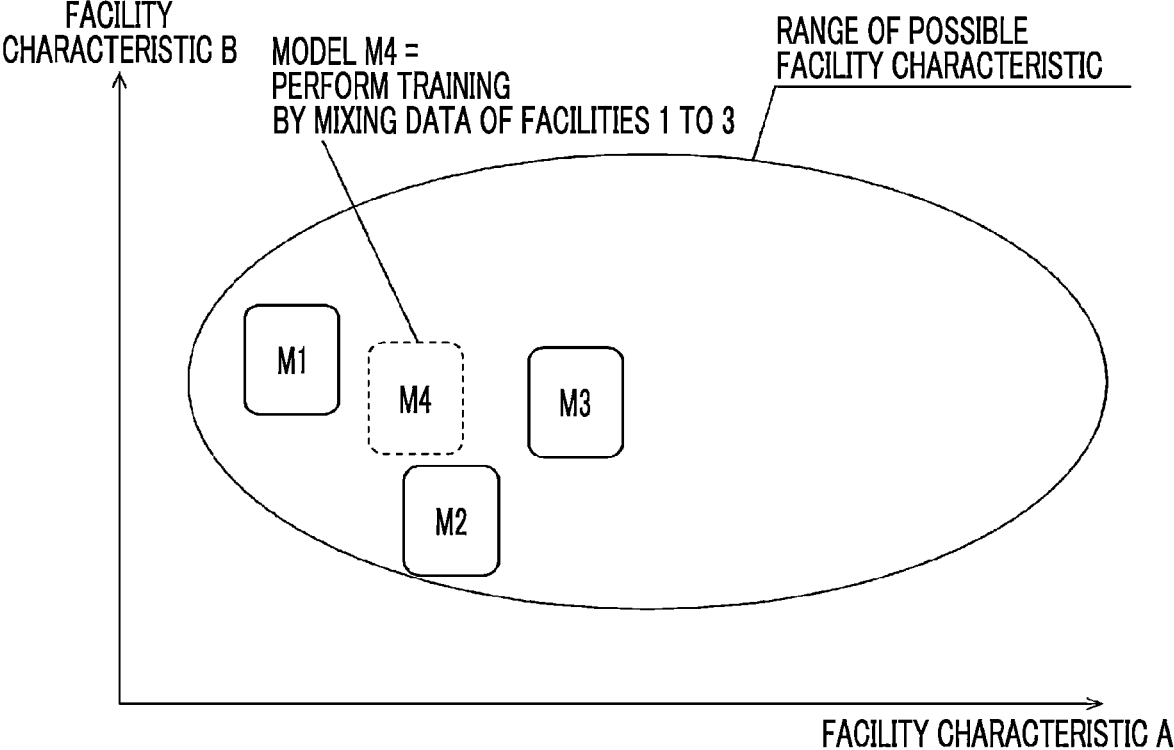 FACILITY
CHARACTERISTIC B
MODEL M4 =
PERFORM TRAINING
BY MIXING DATA OF FACILITIES 1 TO 3
RANGE OF POSSIBLE
FACILITY CHARACTERISTIC
M1
M4
M3
M2
FACILITY CHARACTERISTIC A